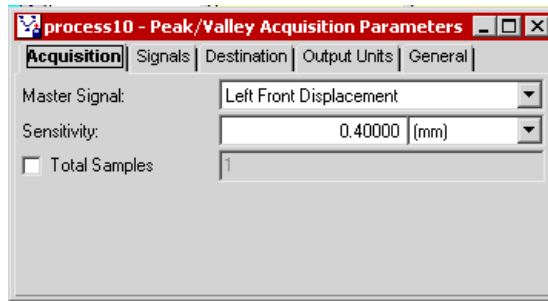 process10 - Peak/Valley Acquisition Parameters
Acquisition Signals Destination Output Units General
Master Signal: Left Front Displacement
Sensitivity: 0.40000 (mm)
Total Samples 1